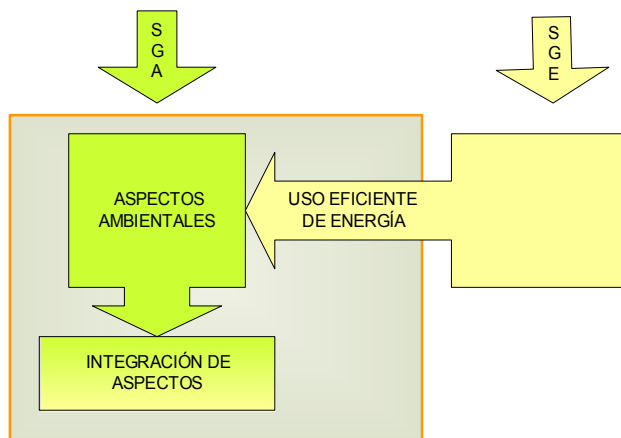 S
G
A
S
G
E
ASPECTOS
AMBIENTALES
USO EFICIENTE
DE ENERGÍA
INTEGRACIÓN DE
ASPECTOS